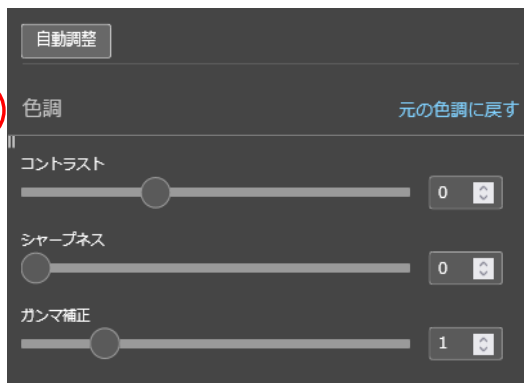 自動調整
色調 元の色調に戻す
コントラスト
0
シャープネス
0
ガンマ補正
1